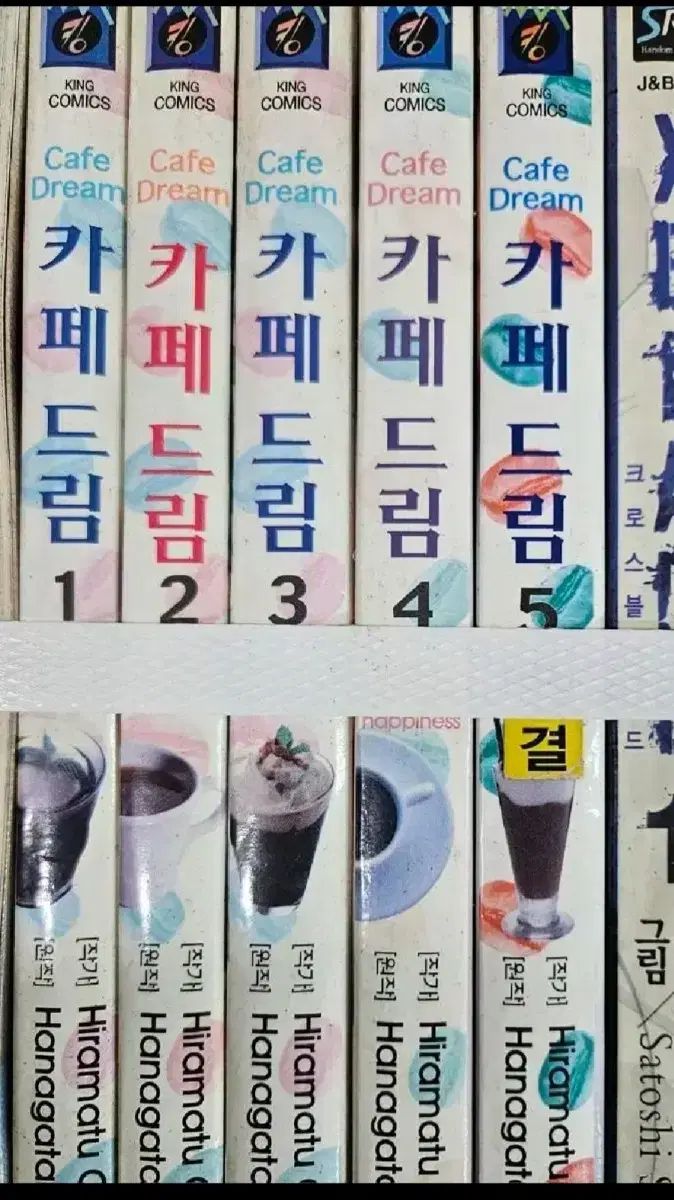 KING
COMICS
Cafe
Dream
카페 드림
1
[작가] Hiramatu
[원작] Hanagata
KING
COMICS
Cafe
Dream
카페 드림
2
[작가] Hiramatu
[원작] Hanagata
KING
COMICS
Cafe
Dream
카페 드림
3
[작가] Hiramatu
[원작] Hanagata
KING
COMICS
Cafe
Dream
카페 드림
4
happiness
[작가] Hiramatu
[원작] Hanagata
KING
COMICS
Cafe
Dream
카페 드림
5
결
[작가] Hiramatu
[원작] Hanagata
J&B
크로스블
드
1
기림
Satoshi